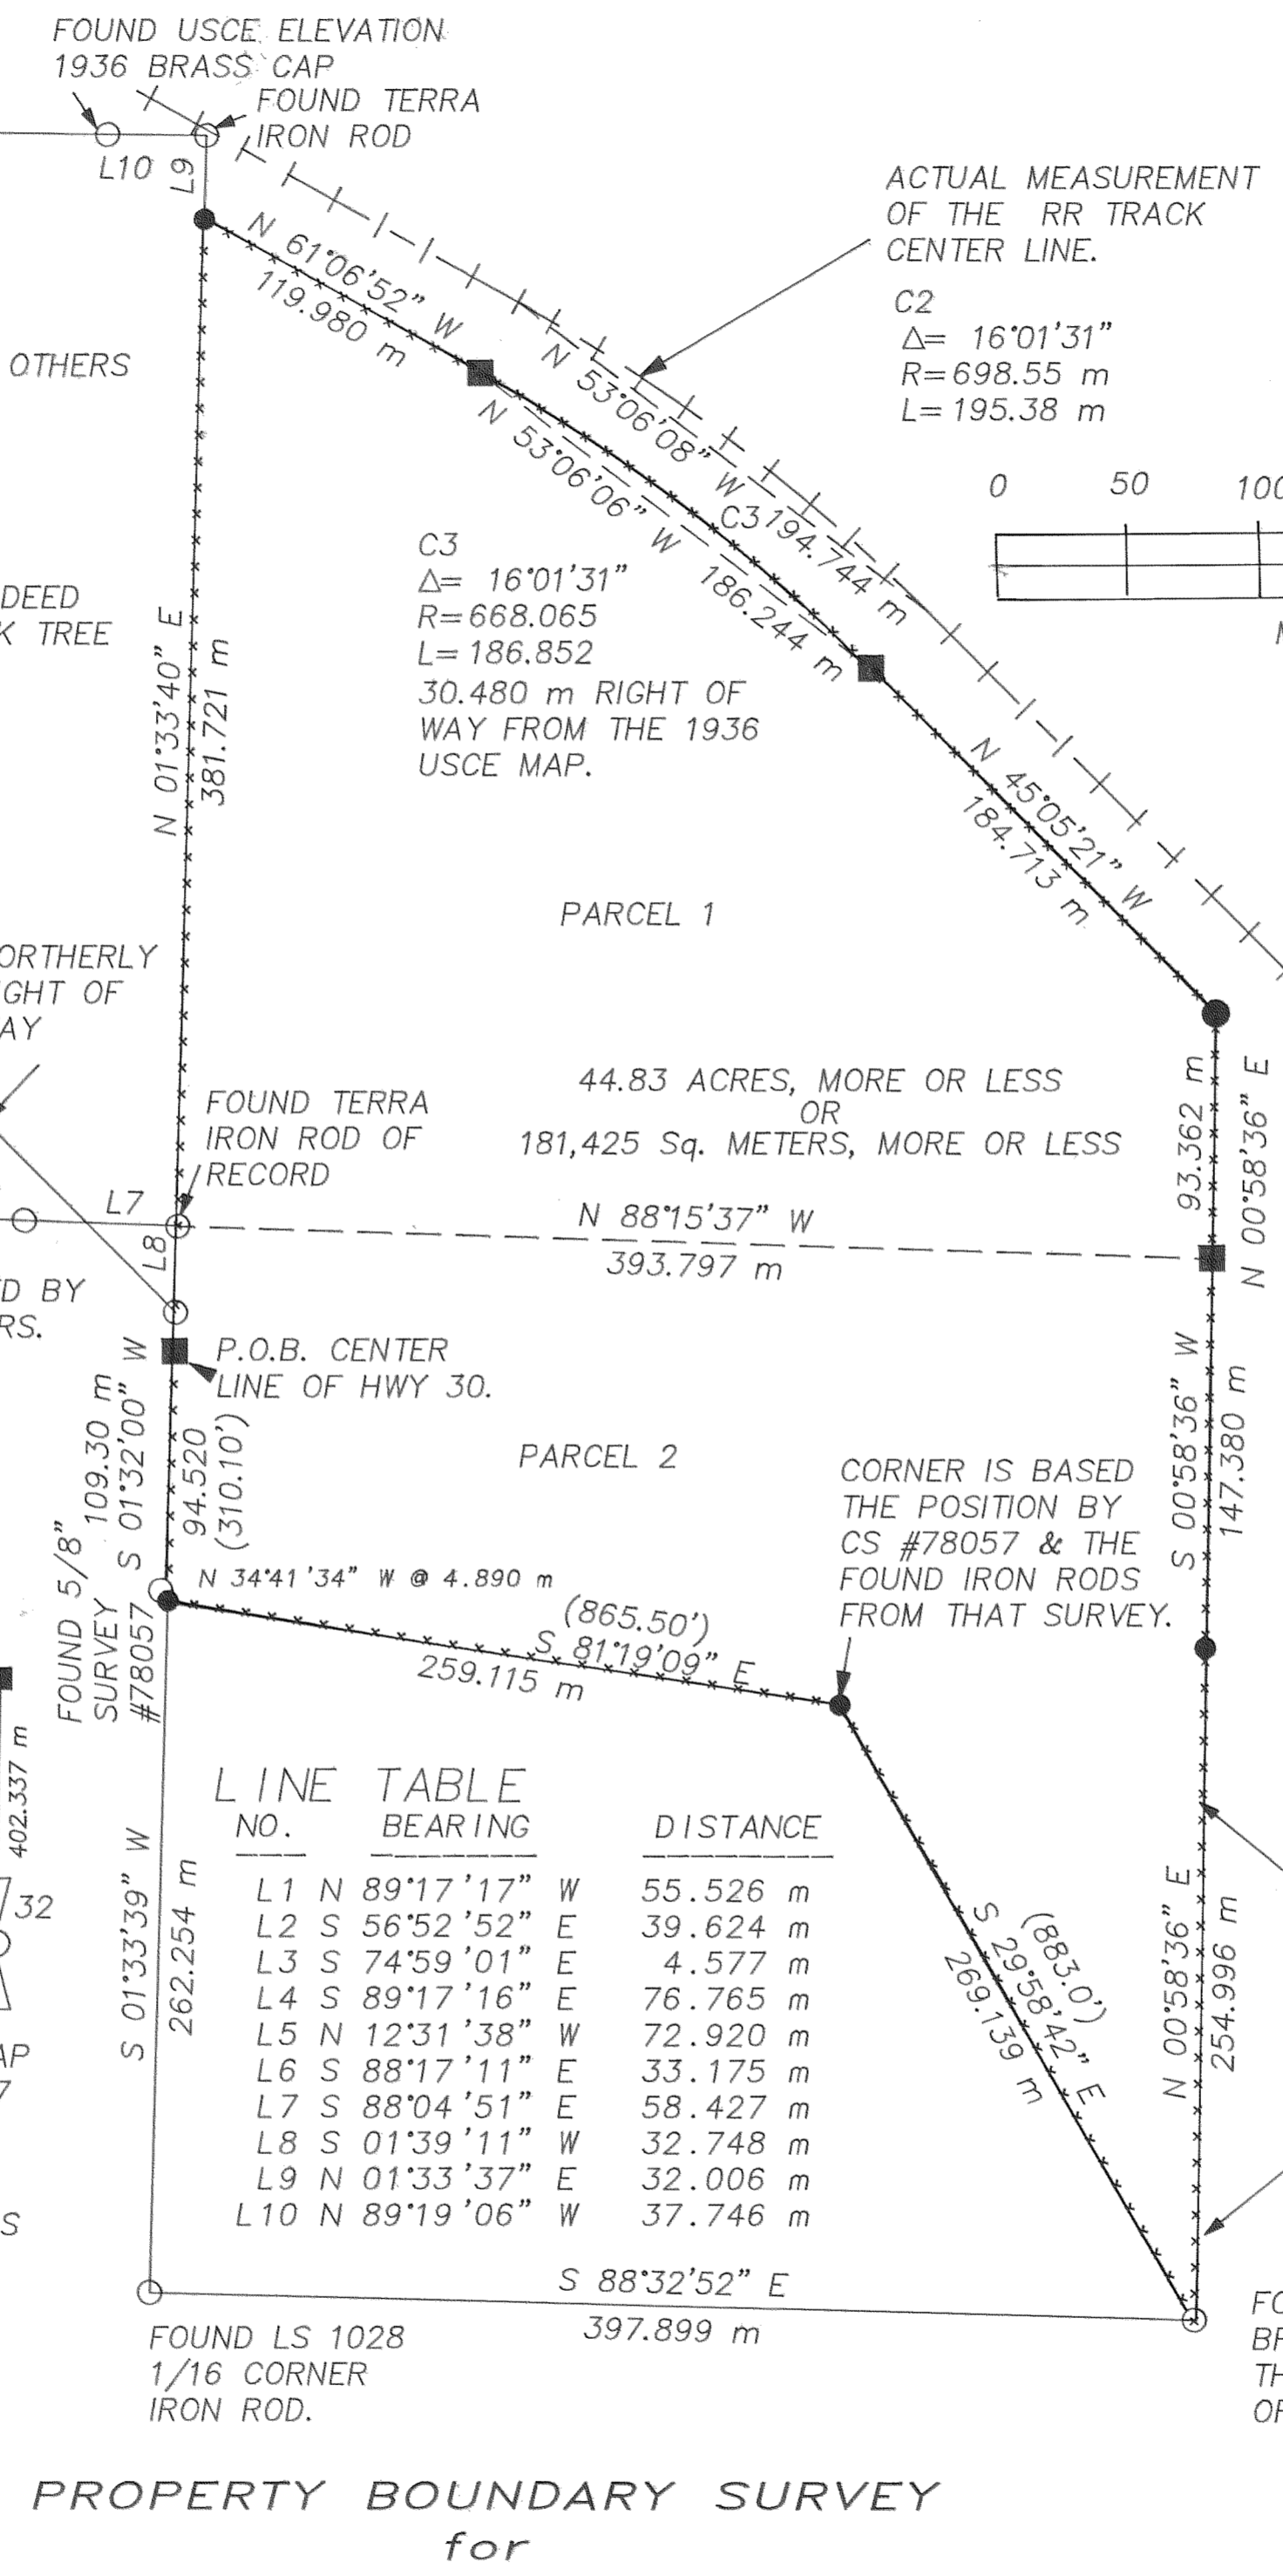 FOUND USCE ELEVATION
1936 BRASS CAP
FOUND TERRA
IRON ROD
L10
L9
ACTUAL MEASUREMENT
OF THE RR TRACK
CENTER LINE.
C2
Δ= 16°01'31"
R=698.55 m
L=195.38 m
N 61°06'52" W
119.980 m
OTHERS
N 53°06'08" W
194.744 m
N 53°06'06" W
186.244 m
C3
0 50
C3
Δ= 16°01'31"
R=668.065
L=186.852
30.480 m RIGHT OF
WAY FROM THE 1936
USCE MAP.
DEED
TREE
N 01°33'40" E
381.721 m
N 45°05'21" W
184.713 m
PARCEL 1
44.83 ACRES, MORE OR LESS
OR
181,425 Sq. METERS, MORE OR LESS
OF
93.362 m
N 00°58'36" E
FOUND TERRA
IRON ROD OF
RECORD
L7
L8
N 88°15'37" W
393.797 m
BY
P.O.B. CENTER
LINE OF HWY 30.
109.30 m
S 01°32'00" W
94.520
(310.10')
PARCEL 2
S 00°58'36" W
147.380 m
CORNER IS BASED
THE POSITION BY
CS #78057 & THE
FOUND IRON RODS
FROM THAT SURVEY.
FOUND 5/8"
SURVEY
#78057
N 34°41'34" W @ 4.890 m
(865.50')
S 81°19'09" E
259.115 m
402.337 m
32
S 01°33'39" W
262.254 m
LINE TABLE
NO. BEARING DISTANCE
L1 N 89°17'17" W 55.526 m
L2 S 56°52'52" E 39.624 m
L3 S 74°59'01" E 4.577 m
L4 S 89°17'16" E 76.765 m
L5 N 12°31'38" W 72.920 m
L6 S 88°17'11" E 33.175 m
L7 S 88°04'51" E 58.427 m
L8 S 01°39'11" W 32.748 m
L9 N 01°33'37" E 32.006 m
L10 N 89°19'06" W 37.746 m
(883.0')
S 29°58'42" E
269.139 m
N 00°58'36" E
254.996 m
S 88°32'52" E
397.899 m
FOUND LS 1028
1/16 CORNER
IRON ROD.
PROPERTY BOUNDARY SURVEY
for